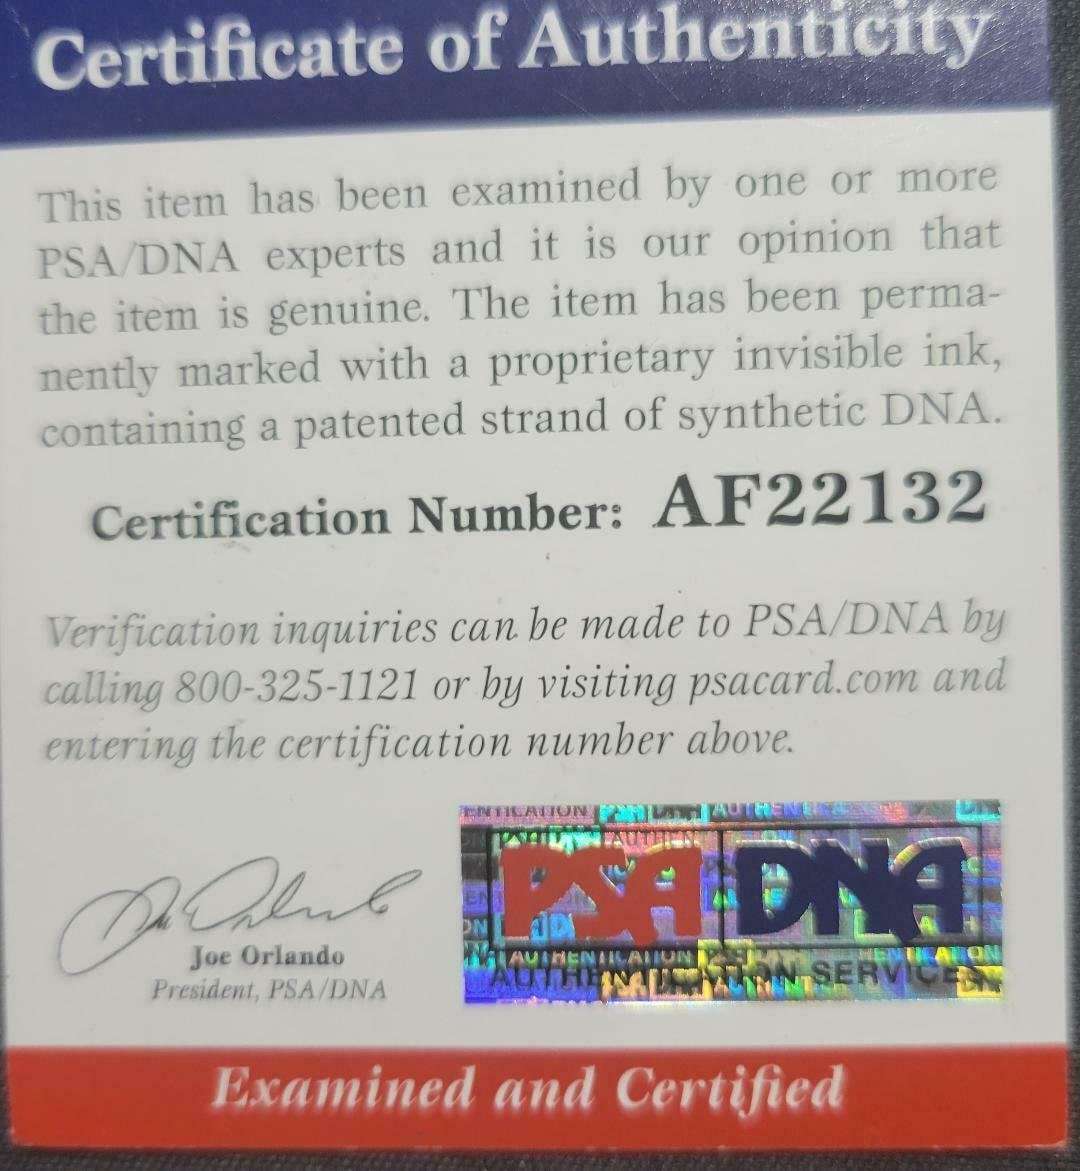 Certificate of Authenticity
This item has been examined by one or more
PSA/DNA experts and it is our opinion that
the item is genuine. The item has been perma-
nently marked with a proprietary invisible ink,
containing a patented strand of synthetic DNA.
Certification Number: AF22132
Verification inquiries can be made to PSA/DNA by
calling 800-325-1121 or by visiting psacard.com and
entering the certification number above.
Joe Orlando
President, PSA/DNA
PSA DNA
AUTHENTICATION SERVICES
Examined and Certified